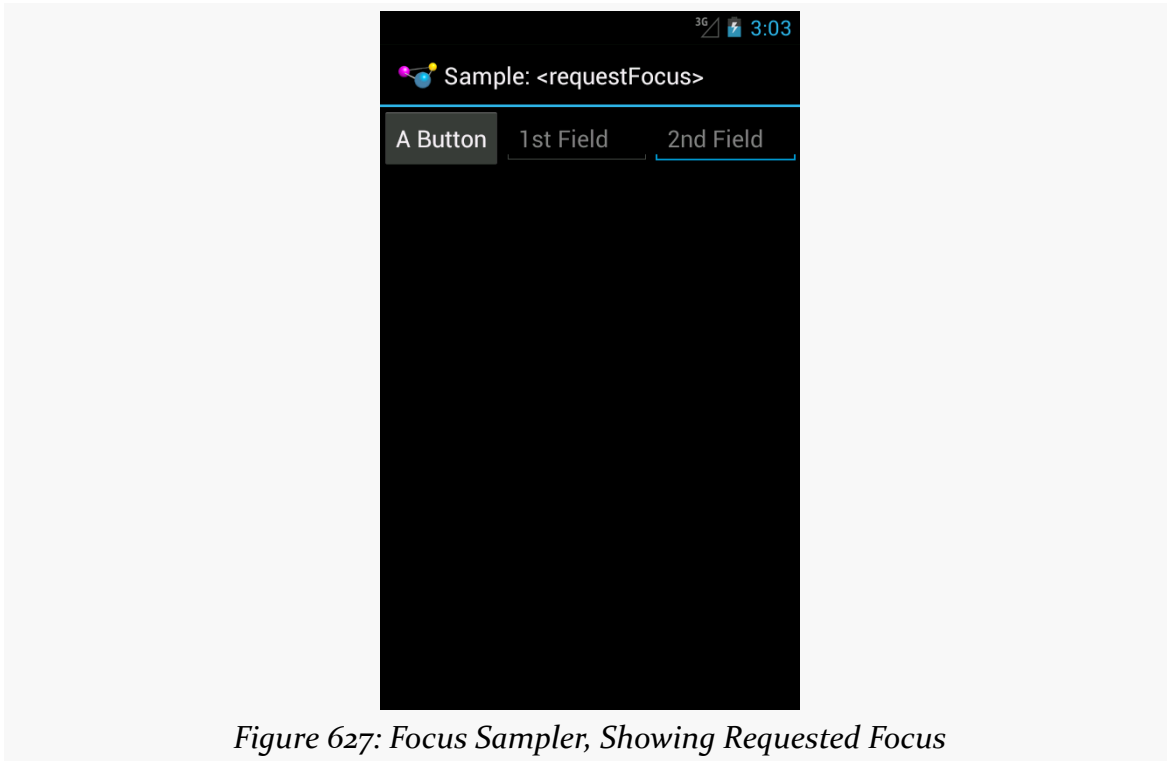 3G 3:03
Sample: <requestFocus>
A Button 1st Field 2nd Field
Figure 627: Focus Sampler, Showing Requested Focus